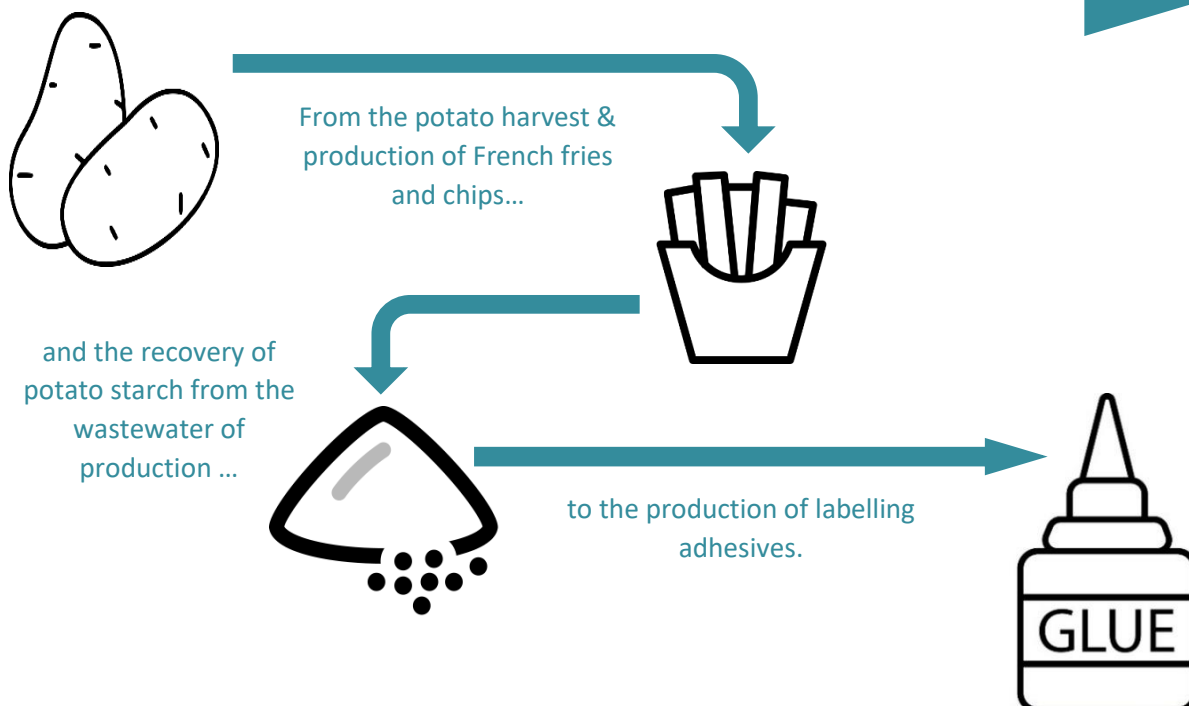 From the potato harvest &
production of French fries
and chips…
and the recovery of
potato starch from the
wastewater of
production …
to the production of labelling
adhesives.
GLUE